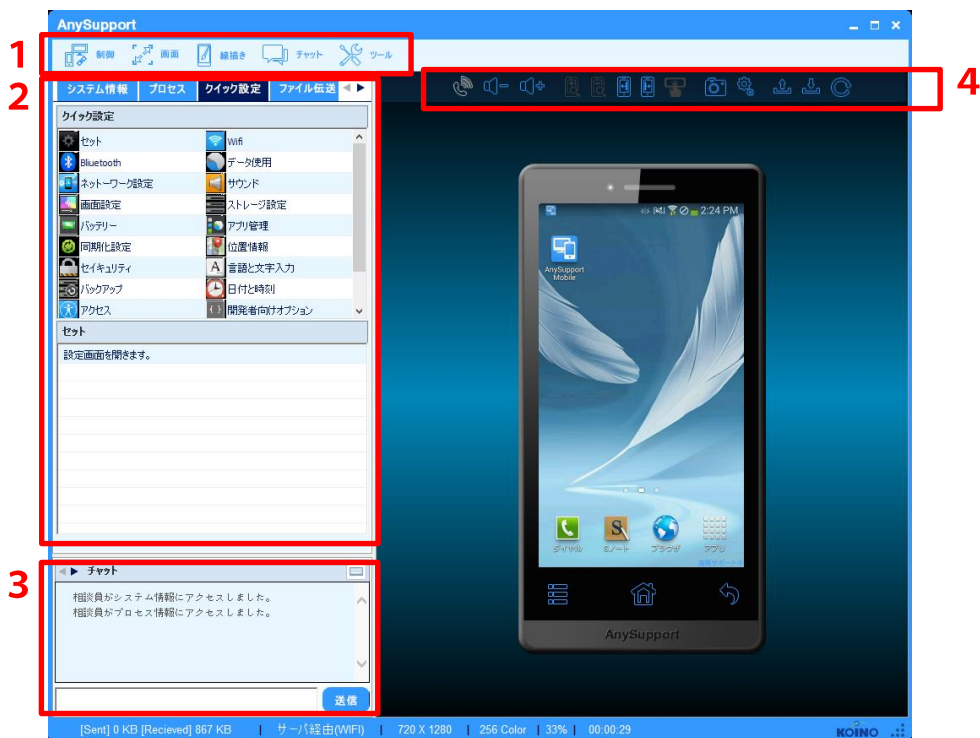 AnySupport
1
制御 画面 線描き チャット ツール
2
システム情報 プロセス クイック設定 ファイル伝送
4
クイック設定
セット Wifi
Bluetooth データ使用
ネットーワーク設定 サウンド
画面設定 ストレージ設定
バッテリー アプリ管理
同期化設定 位置情報
セイキュリティ A 言語と文字入力
バックアップ 日付と時刻
アクセス 開発者向けオプション
セット
設定画面を開きます。
2:24 PM
AnySupport
Mobile
ダイヤル Sノート ブラウザ アプリ
AnySupport
3
チャット
相談員がシステム情報にアクセスしました。
相談員がプロセス情報にアクセスしました。
送信
[Sent] 0 KB [Recieved] 867 KB | サーバ経由(WIFI) | 720 X 1280 | 256 Color | 33% | 00:00:29
KOINO